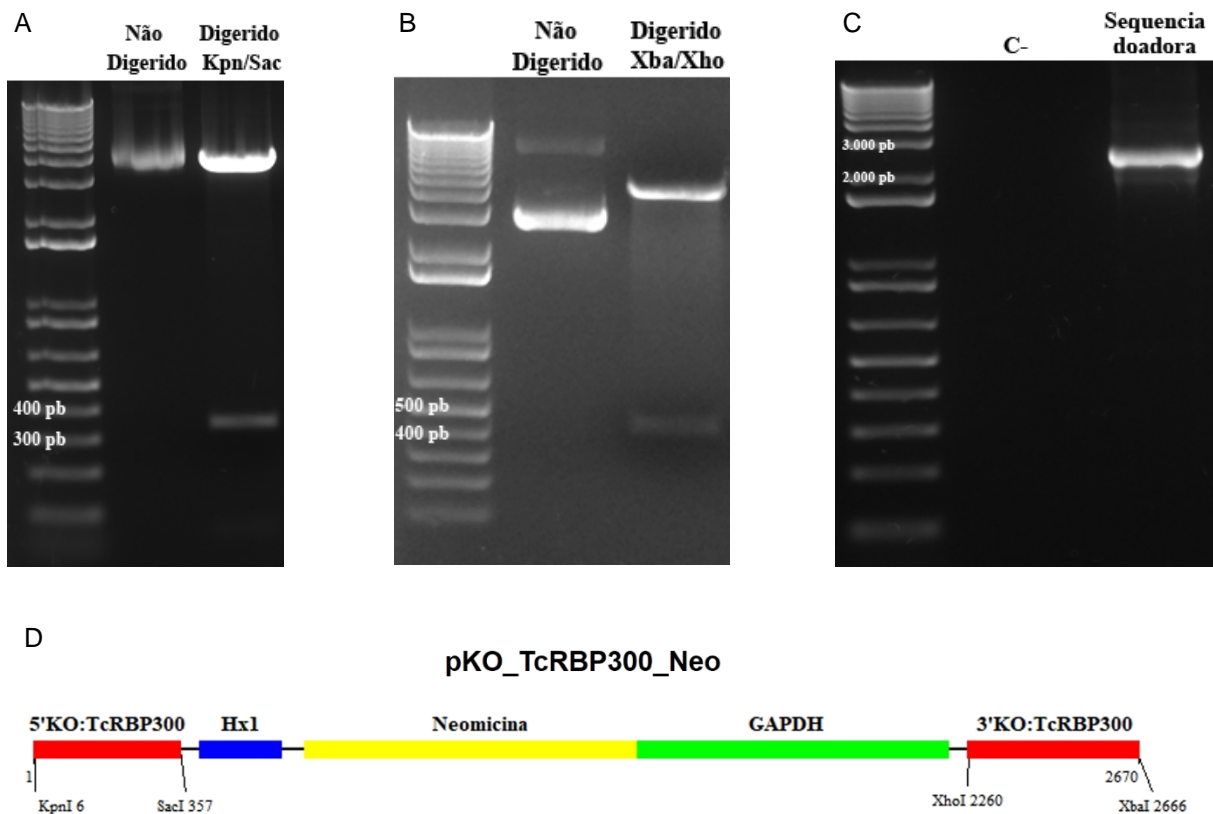 A
Não
Digerido
Digerido
Kpn/Sac
400 pb
300 pb
B
Não
Digerido
Digerido
Xba/Xho
500 pb
400 pb
C
C-
Sequencia
doadora
3.000 pb
2.000 pb
D
pKO_TcRBP300_Neo
5'KO:TcRBP300 Hx1 Neomicina GAPDH 3'KO:TcRBP300
1 2670
KpnI 6 SacI 357 XhoI 2260 XbaI 2666